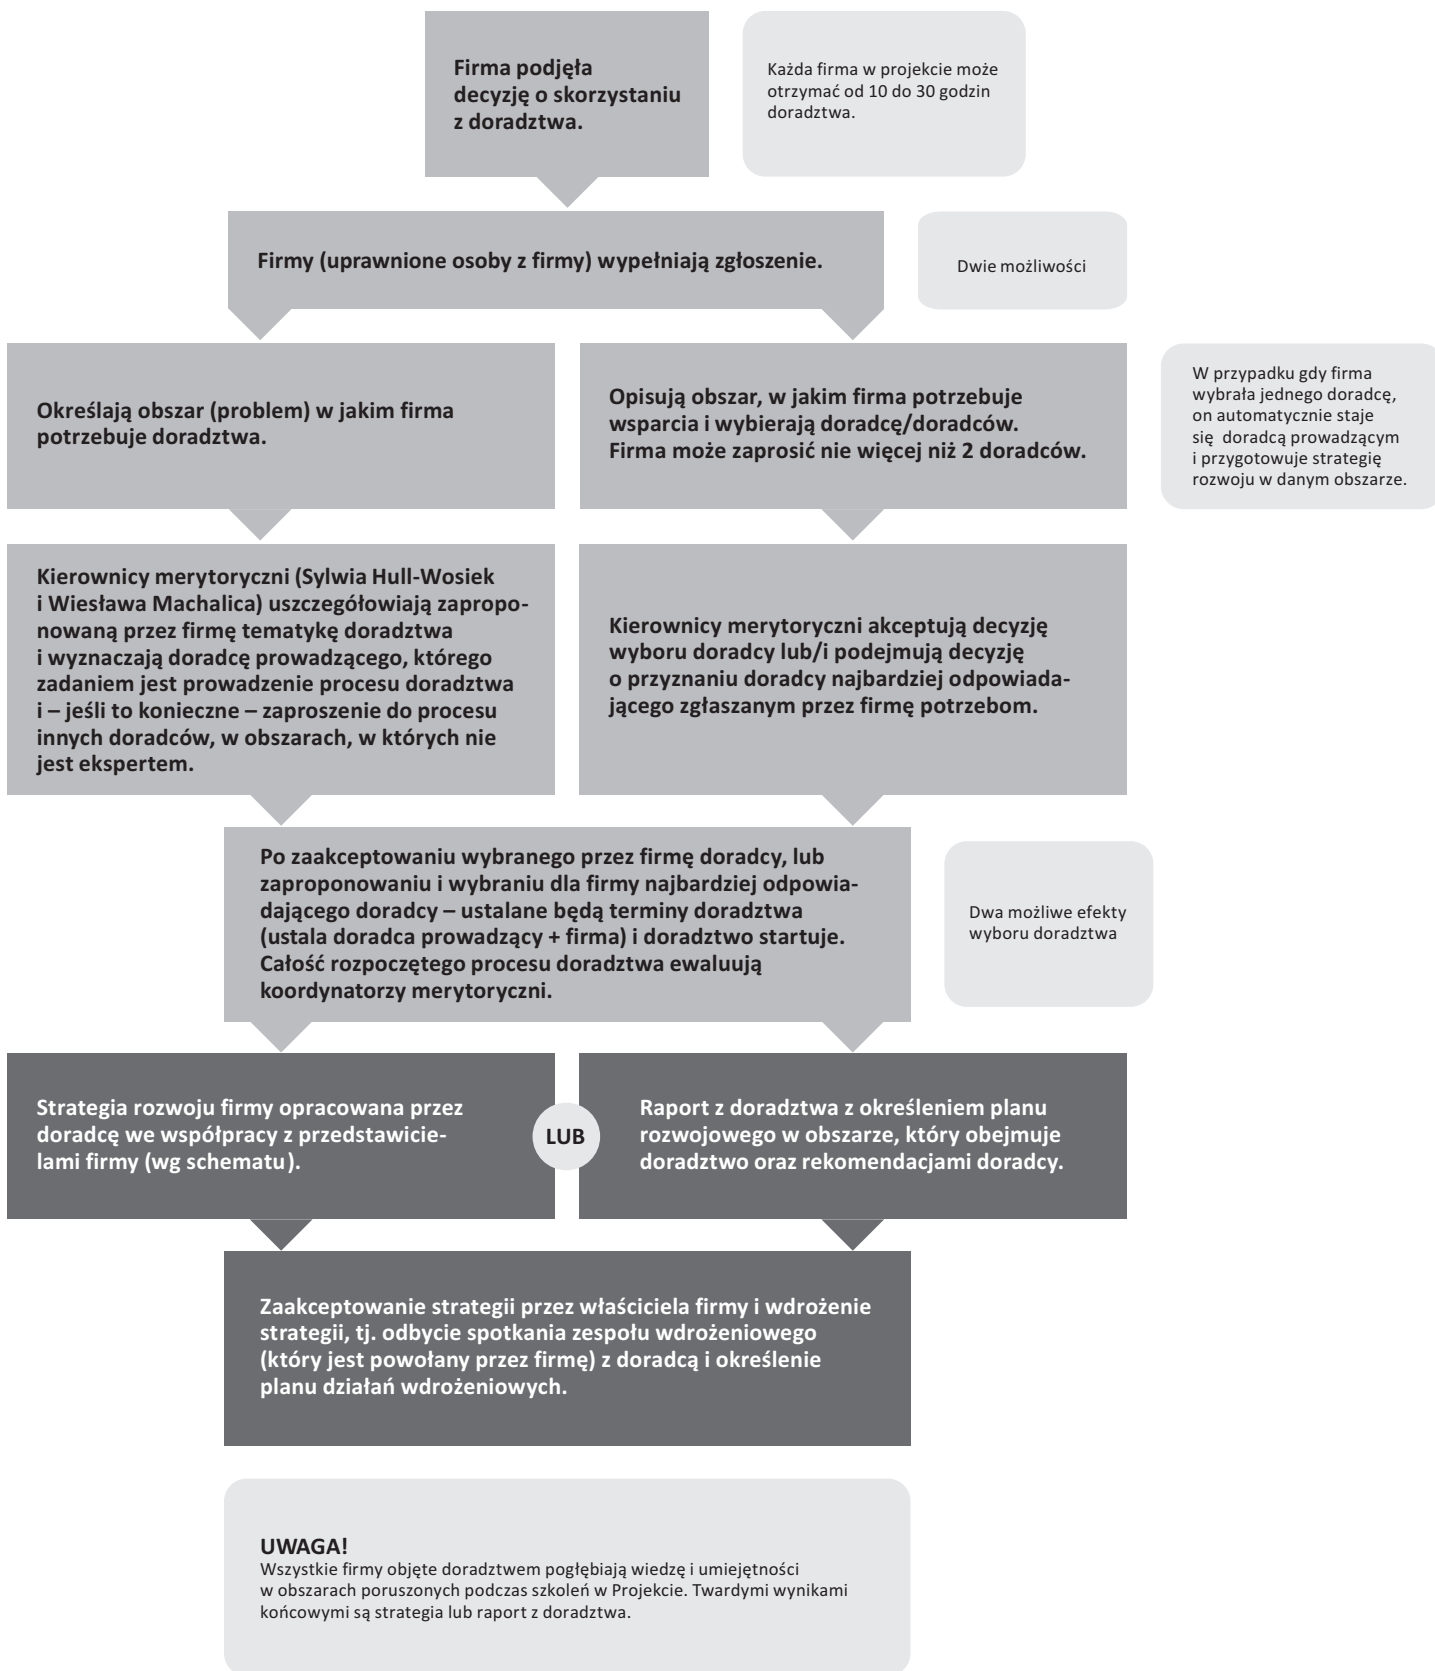 Firma podjęła
decyzję o skorzystaniu
z doradztwa.
Każda firma w projekcie może
otrzymać od 10 do 30 godzin
doradztwa.
Firmy (uprawnione osoby z firmy) wypełniają zgłoszenie.
Dwie możliwości
Określają obszar (problem) w jakim firma
potrzebuje doradztwa.
Opisują obszar, w jakim firma potrzebuje
wsparcia i wybierają doradcę/doradców.
Firma może zaprosić nie więcej niż 2 doradców.
W przypadku gdy firma
wybrała jednego doradcę,
on automatycznie staje
się doradcą prowadzącym
i przygotowuje strategię
rozwoju w danym obszarze.
Kierownicy merytoryczni (Sylwia Hull-Wosiek
i Wiesława Machalica) uszczegółowiają zapropo-
nowaną przez firmę tematykę doradztwa
i wyznaczają doradcę prowadzącego, którego
zadaniem jest prowadzenie procesu doradztwa
i – jeśli to konieczne – zaproszenie do procesu
innych doradców, w obszarach, w których nie
jest ekspertem.
Kierownicy merytoryczni akceptują decyzję
wyboru doradcy lub/i podejmują decyzję
o przyznaniu doradcy najbardziej odpowiada-
jącego zgłaszanym przez firmę potrzebom.
Po zaakceptowaniu wybranego przez firmę doradcy, lub
zaproponowaniu i wybraniu dla firmy najbardziej odpowia-
dającego doradcy – ustalane będą terminy doradztwa
(ustala doradca prowadzący + firma) i doradztwo startuje.
Całość rozpoczętego procesu doradztwa ewaluują
koordynatorzy merytoryczni.
Dwa możliwe efekty
wyboru doradztwa
Strategia rozwoju firmy opracowana przez
doradcę we współpracy z przedstawicie-
lami firmy (wg schematu).
LUB
Raport z doradztwa z określeniem planu
rozwojowego w obszarze, który obejmuje
doradztwo oraz rekomendacjami doradcy.
Zaakceptowanie strategii przez właściciela firmy i wdrożenie
strategii, tj. odbycie spotkania zespołu wdrożeniowego
(który jest powołany przez firmę) z doradcą i określenie
planu działań wdrożeniowych.
UWAGA!
Wszystkie firmy objęte doradztwem pogłębiają wiedzę i umiejętności
w obszarach poruszonych podczas szkoleń w Projekcie. Twardymi wynikami
końcowymi są strategia lub raport z doradztwa.